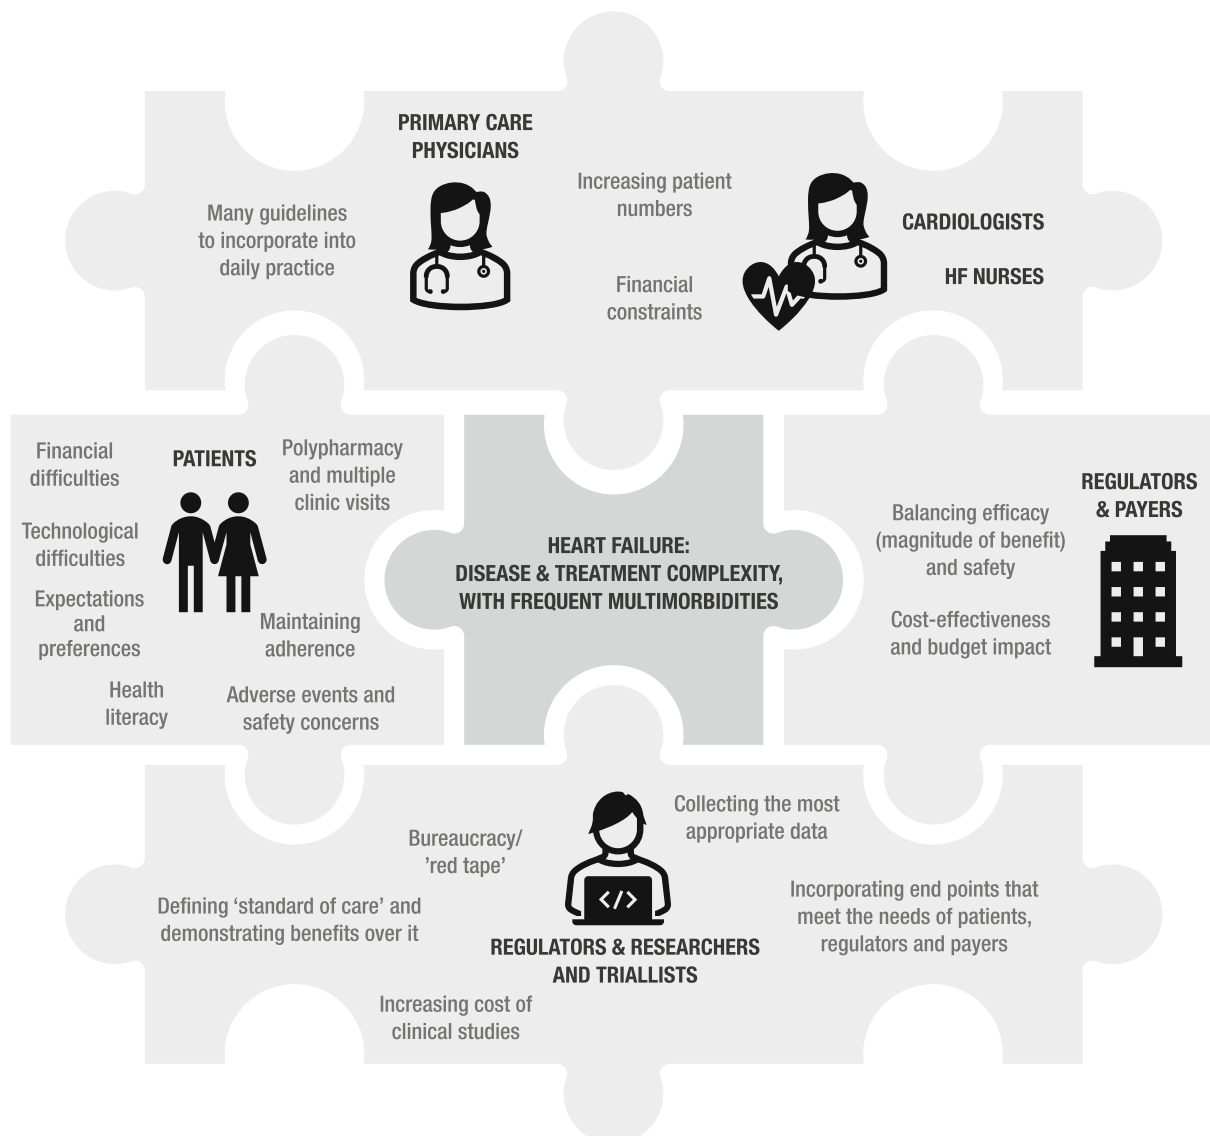 PRIMARY CARE
PHYSICIANS
Many guidelines
to incorporate into
daily practice
Increasing patient
numbers
Financial
constraints
CARDIOLOGISTS
HF NURSES
Financial
difficulties
PATIENTS
Polypharmacy
and multiple
clinic visits
Technological
difficulties
Expectations
and
preferences
Maintaining
adherence
Health
literacy
Adverse events and
safety concerns
HEART FAILURE:
DISEASE & TREATMENT COMPLEXITY,
WITH FREQUENT MULTIMORBIDITIES
REGULATORS
& PAYERS
Balancing efficacy
(magnitude of benefit)
and safety
Cost-effectiveness
and budget impact
Collecting the most
appropriate data
Bureaucracy/
'red tape'
</>
Defining ‘standard of care’ and
demonstrating benefits over it
Incorporating end points that
meet the needs of patients,
regulators and payers
REGULATORS & RESEARCHERS
AND TRIALLISTS
Increasing cost of
clinical studies